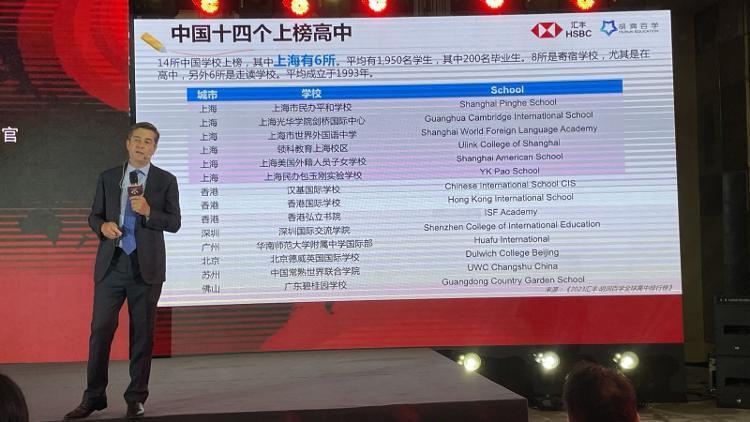 中国十四个上榜高中
汇丰
HSBC
胡润百学
HURUN EDUCATION
14所中国学校上榜，其中上海有6所。平均有1,950名学生，其中200名毕业生。8所是寄宿学校，尤其是在
高中，另外6所是走读学校。平均成立于1993年。
城市 学校 School
上海 上海市民办平和学校 Shanghai Pinghe School
上海 上海光华学院剑桥国际中心 Guanghua Cambridge International School
上海 上海市世界外国语中学 Shanghai World Foreign Language Academy
上海 领科教育上海校区 Ulink College of Shanghai
上海 上海美国外籍人员子女学校 Shanghai American School
上海 上海民办包玉刚实验学校 YK Pao School
香港 汉基国际学校 Chinese International School CIS
香港 香港国际学校 Hong Kong International School
香港 香港弘立书院 ISF Academy
深圳 深圳国际交流学院 Shenzhen College of International Education
广州 华南师范大学附属中学国际部 Huafu International
北京 北京德威英国国际学校 Dulwich College Beijing
苏州 中国常熟世界联合学院 UWC Changshu China
佛山 广东碧桂园学校 Guangdong Country Garden School
来源：《2021汇丰·胡润百学全球高中排行榜》
官